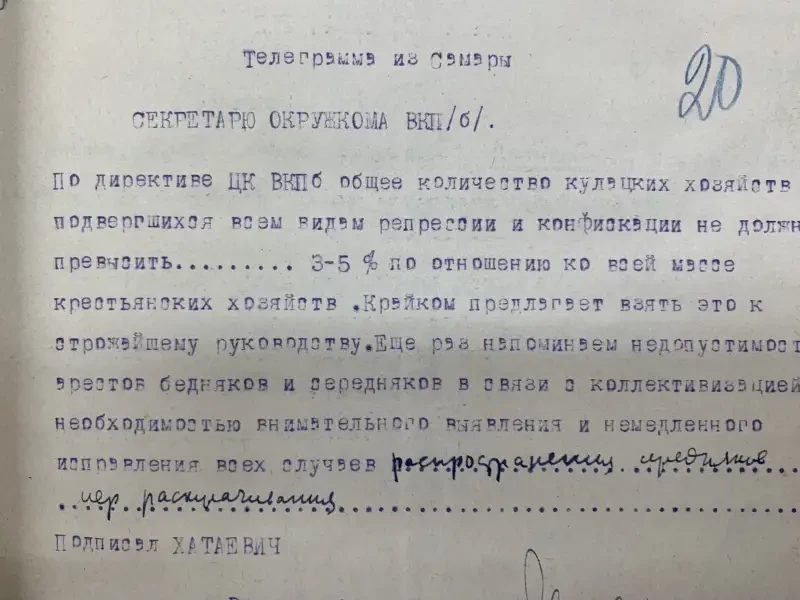 Телеграмма из Самары
20
СЕКРЕТАРЮ ОКРУЖКОМА ВКП/б/.
По директиве ЦК ВКПб общее количество кулацких хозяйств
подвергшихся всем видам репрессии и конфискации не должн
превысить......... 3-5 % по отношению ко всей массе
крестьянских хозяйств .Крайком предлагает взять это к
строжайшему руководству.Еще раз напоминаем недопустимост
арестов бедняков и середняков в связи с коллективизацией
необходимостью внимательного выявления и немедленного
исправления всех случаев распространения середняков
мер раскулачивания
Подписал ХАТАЕВИЧ